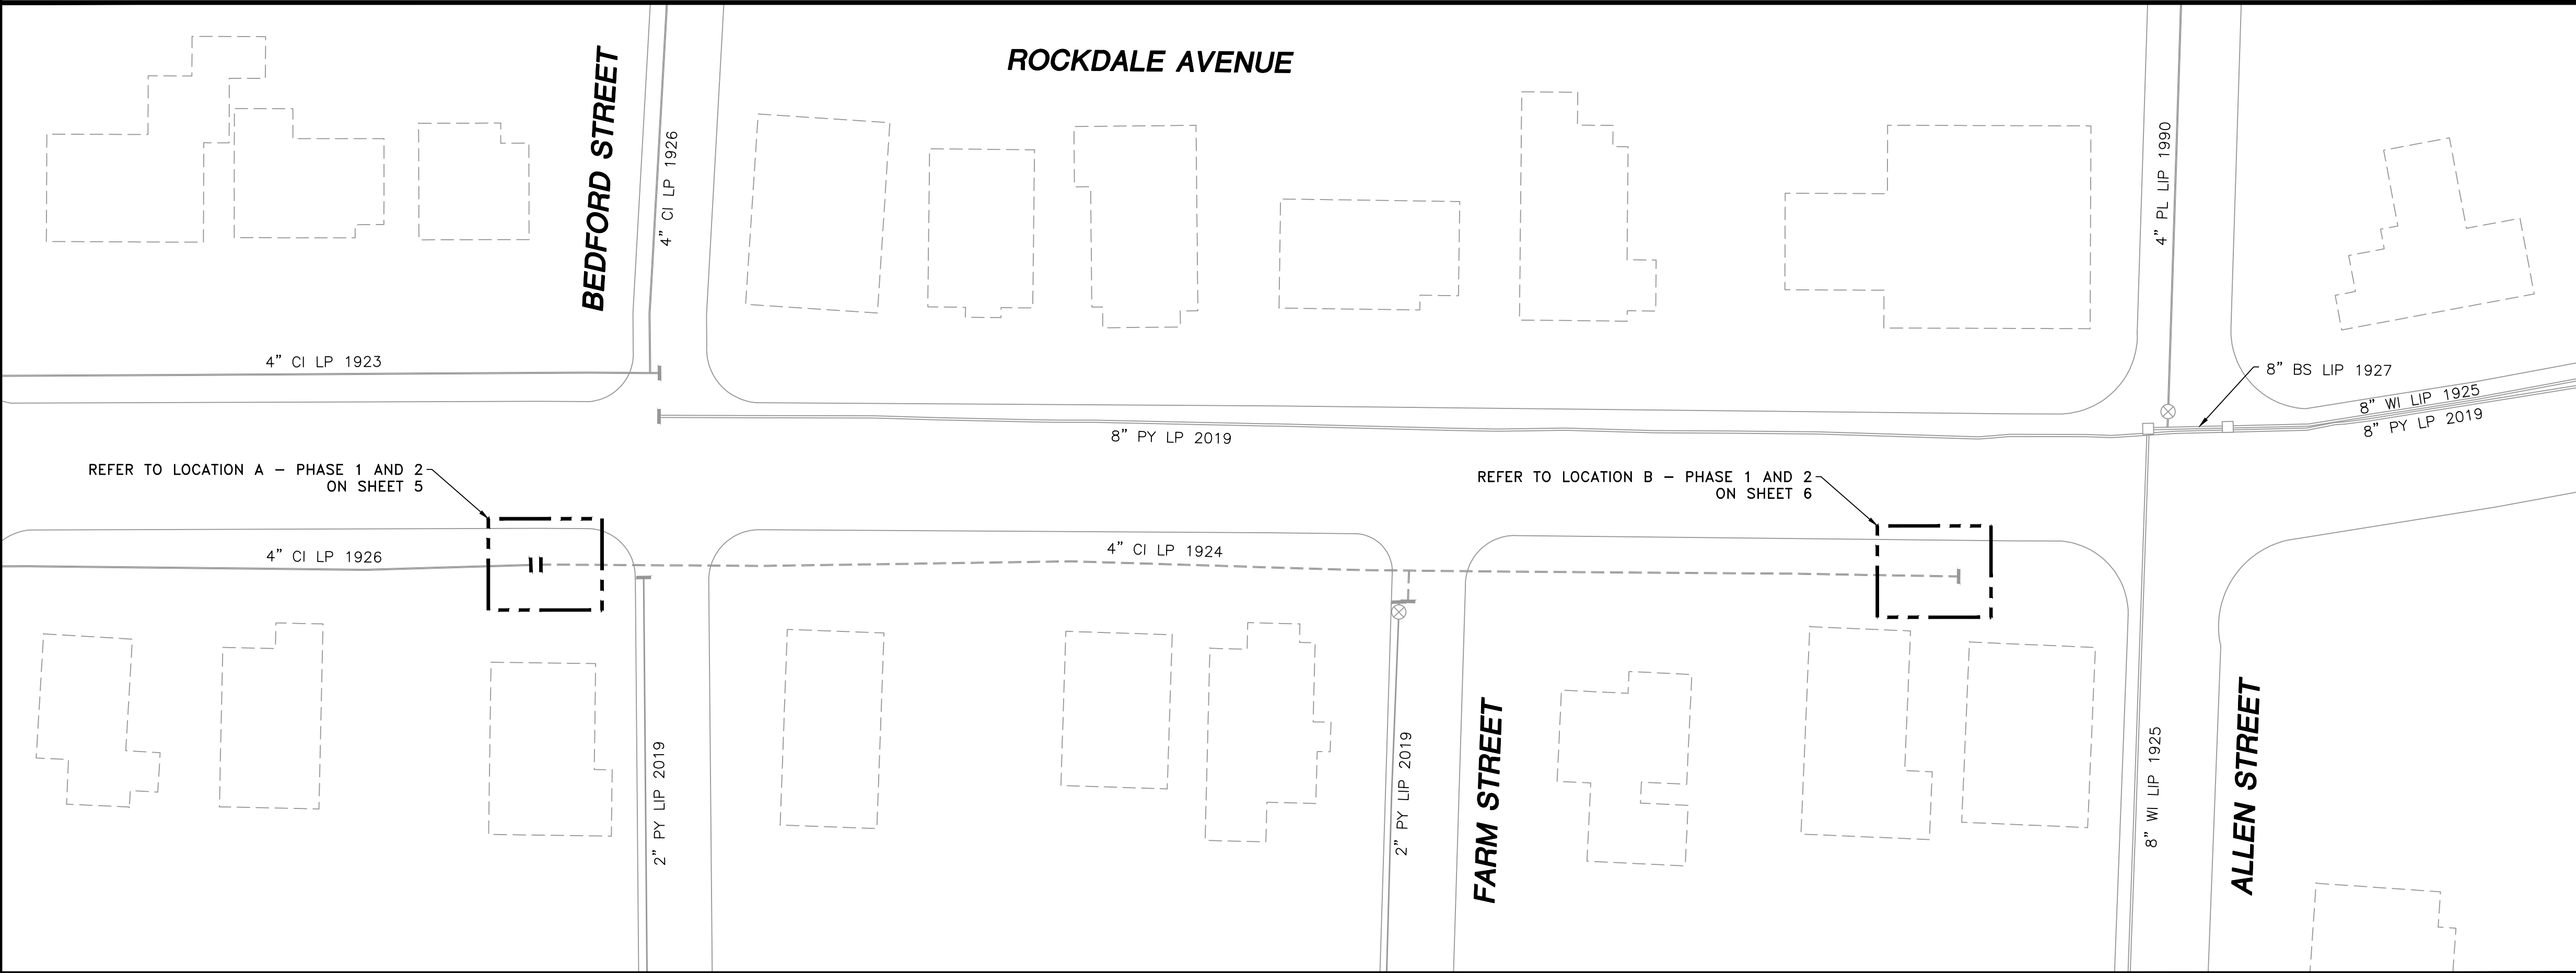 ROCKDALE AVENUE
BEDFORD STREET
4” CI LP 1926
4” PL LIP 1990
4” CI LP 1923
8” BS LIP 1927
8” WI LIP 1925
8” PY LP 2019
8” PY LP 2019
REFER TO LOCATION A – PHASE 1 AND 2
ON SHEET 5
REFER TO LOCATION B – PHASE 1 AND 2
ON SHEET 6
4” CI LP 1926
4” CI LP 1924
2” PY LIP 2019
2” PY LIP 2019
FARM STREET
8” WI LIP 1925
ALLEN STREET